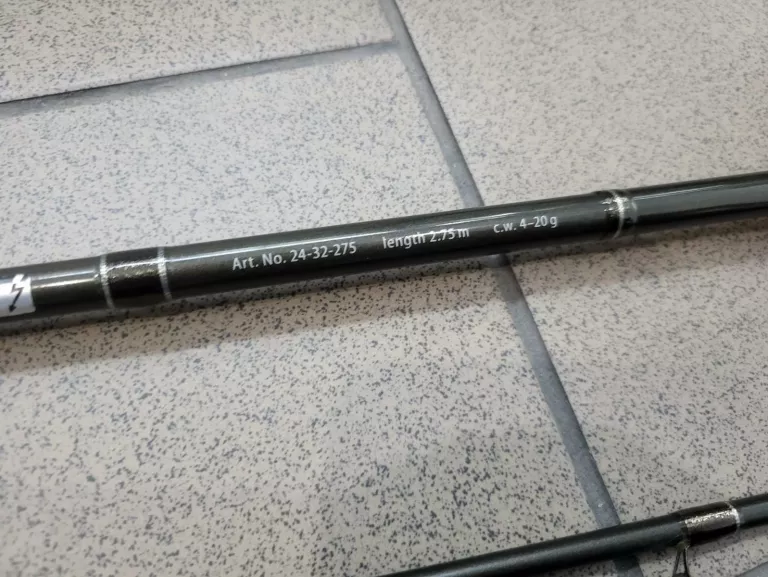 Art. No. 24-32-275 length 2.75 m c.w. 4–20 g